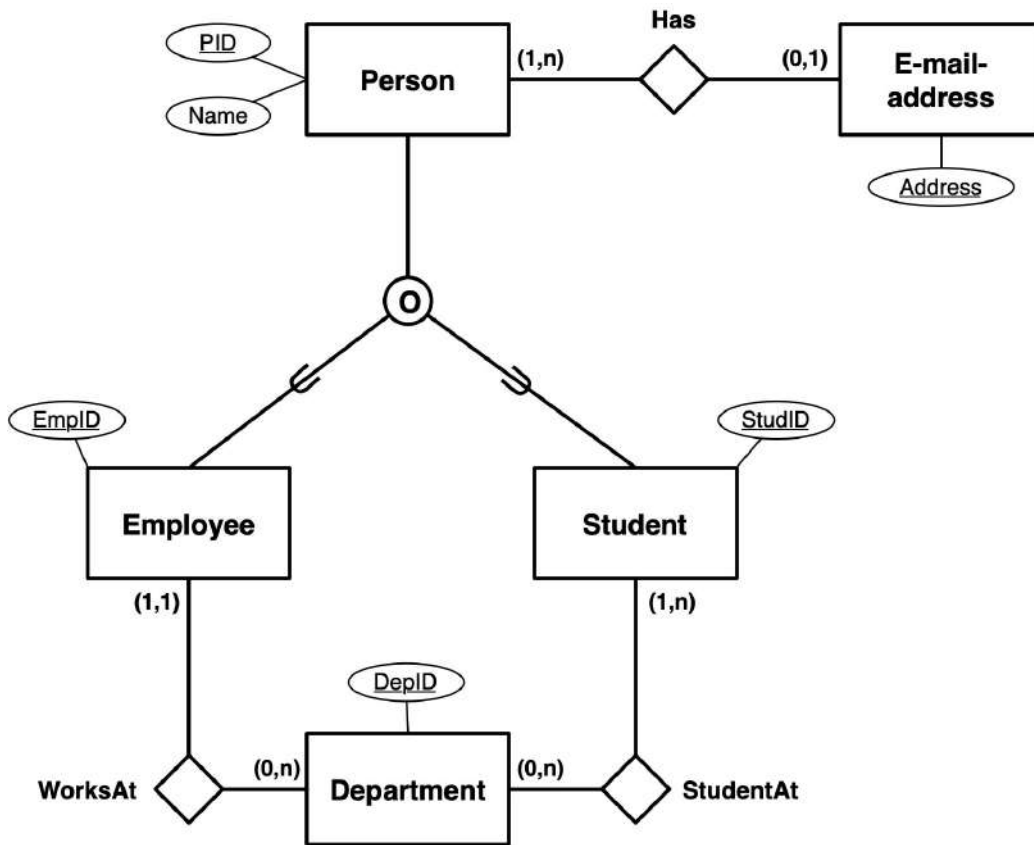 Has
PID
Person
(1,n)
(0,1)
E-mail-
address
Name
Address
O
EmpID
StudID
Employee
Student
(1,1)
(1,n)
DepID
WorksAt
(0,n)
Department
(0,n)
StudentAt